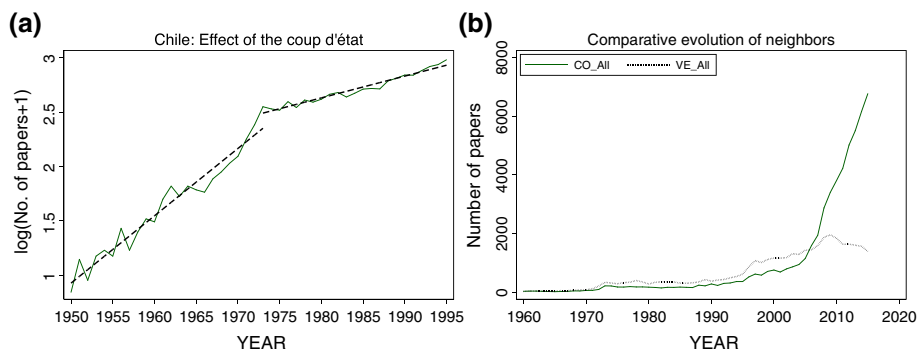 (a)
Chile: Effect of the coup d'état
log(No. of papers+1)
3
2.5
2
1.5
1
1950 1955 1960 1965 1970 1975 1980 1985 1990 1995
YEAR
(b)
Comparative evolution of neighbors
CO_All VE_All
Number of papers
8000
6000
4000
2000
0
1960 1970 1980 1990 2000 2010 2020
YEAR